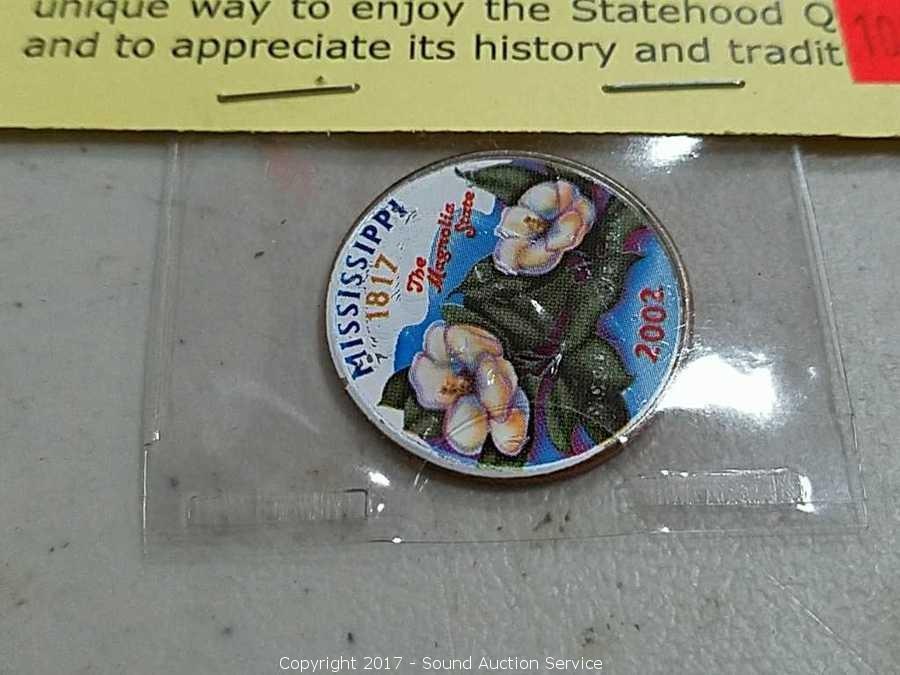 unique way to enjoy the Statehood Q
and to appreciate its history and tradit
10
MISSISSIPPI
1817
The
Magnolia
State
2002
Copyright 2017 - Sound Auction Service